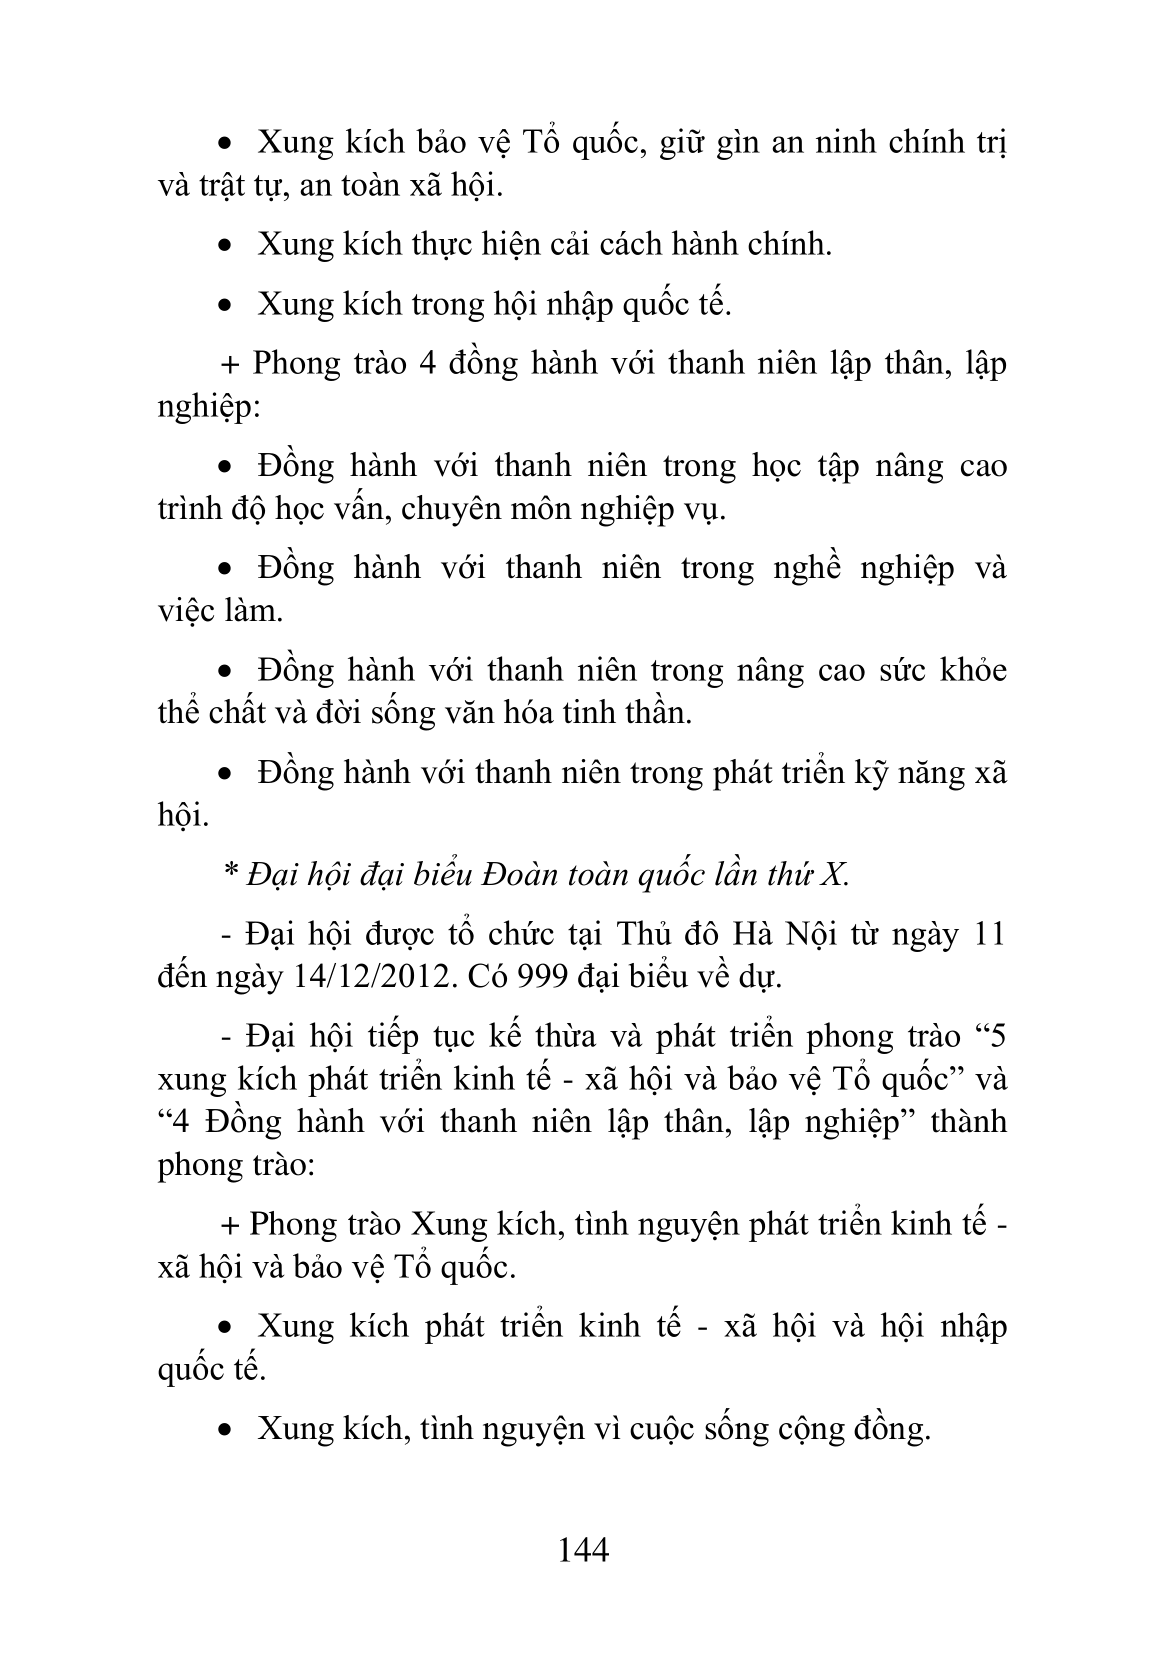 • Xung kích bảo vệ Tổ quốc, giữ gìn an ninh chính trị
và trật tự, an toàn xã hội.
• Xung kích thực hiện cải cách hành chính.
• Xung kích trong hội nhập quốc tế.
+ Phong trào 4 đồng hành với thanh niên lập thân, lập
nghiệp:
• Đồng hành với thanh niên trong học tập nâng cao
trình độ học vấn, chuyên môn nghiệp vụ.
• Đồng hành với thanh niên trong nghề nghiệp và
việc làm.
• Đồng hành với thanh niên trong nâng cao sức khỏe
thể chất và đời sống văn hóa tinh thần.
• Đồng hành với thanh niên trong phát triển kỹ năng xã
hội.
* Đại hội đại biểu Đoàn toàn quốc lần thứ X.
- Đại hội được tổ chức tại Thủ đô Hà Nội từ ngày 11
đến ngày 14/12/2012. Có 999 đại biểu về dự.
- Đại hội tiếp tục kế thừa và phát triển phong trào “5
xung kích phát triển kinh tế - xã hội và bảo vệ Tổ quốc” và
“4 Đồng hành với thanh niên lập thân, lập nghiệp” thành
phong trào:
+ Phong trào Xung kích, tình nguyện phát triển kinh tế -
xã hội và bảo vệ Tổ quốc.
• Xung kích phát triển kinh tế - xã hội và hội nhập
quốc tế.
• Xung kích, tình nguyện vì cuộc sống cộng đồng.
144